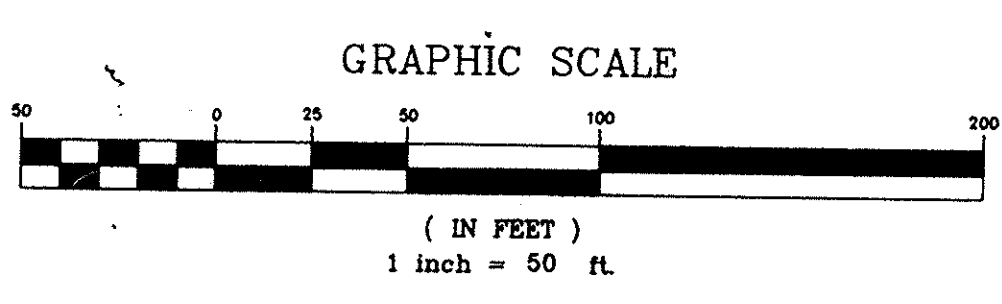 GRAPHIC SCALE
50 0 25 50 100 200
( IN FEET )
1 inch = 50 ft.